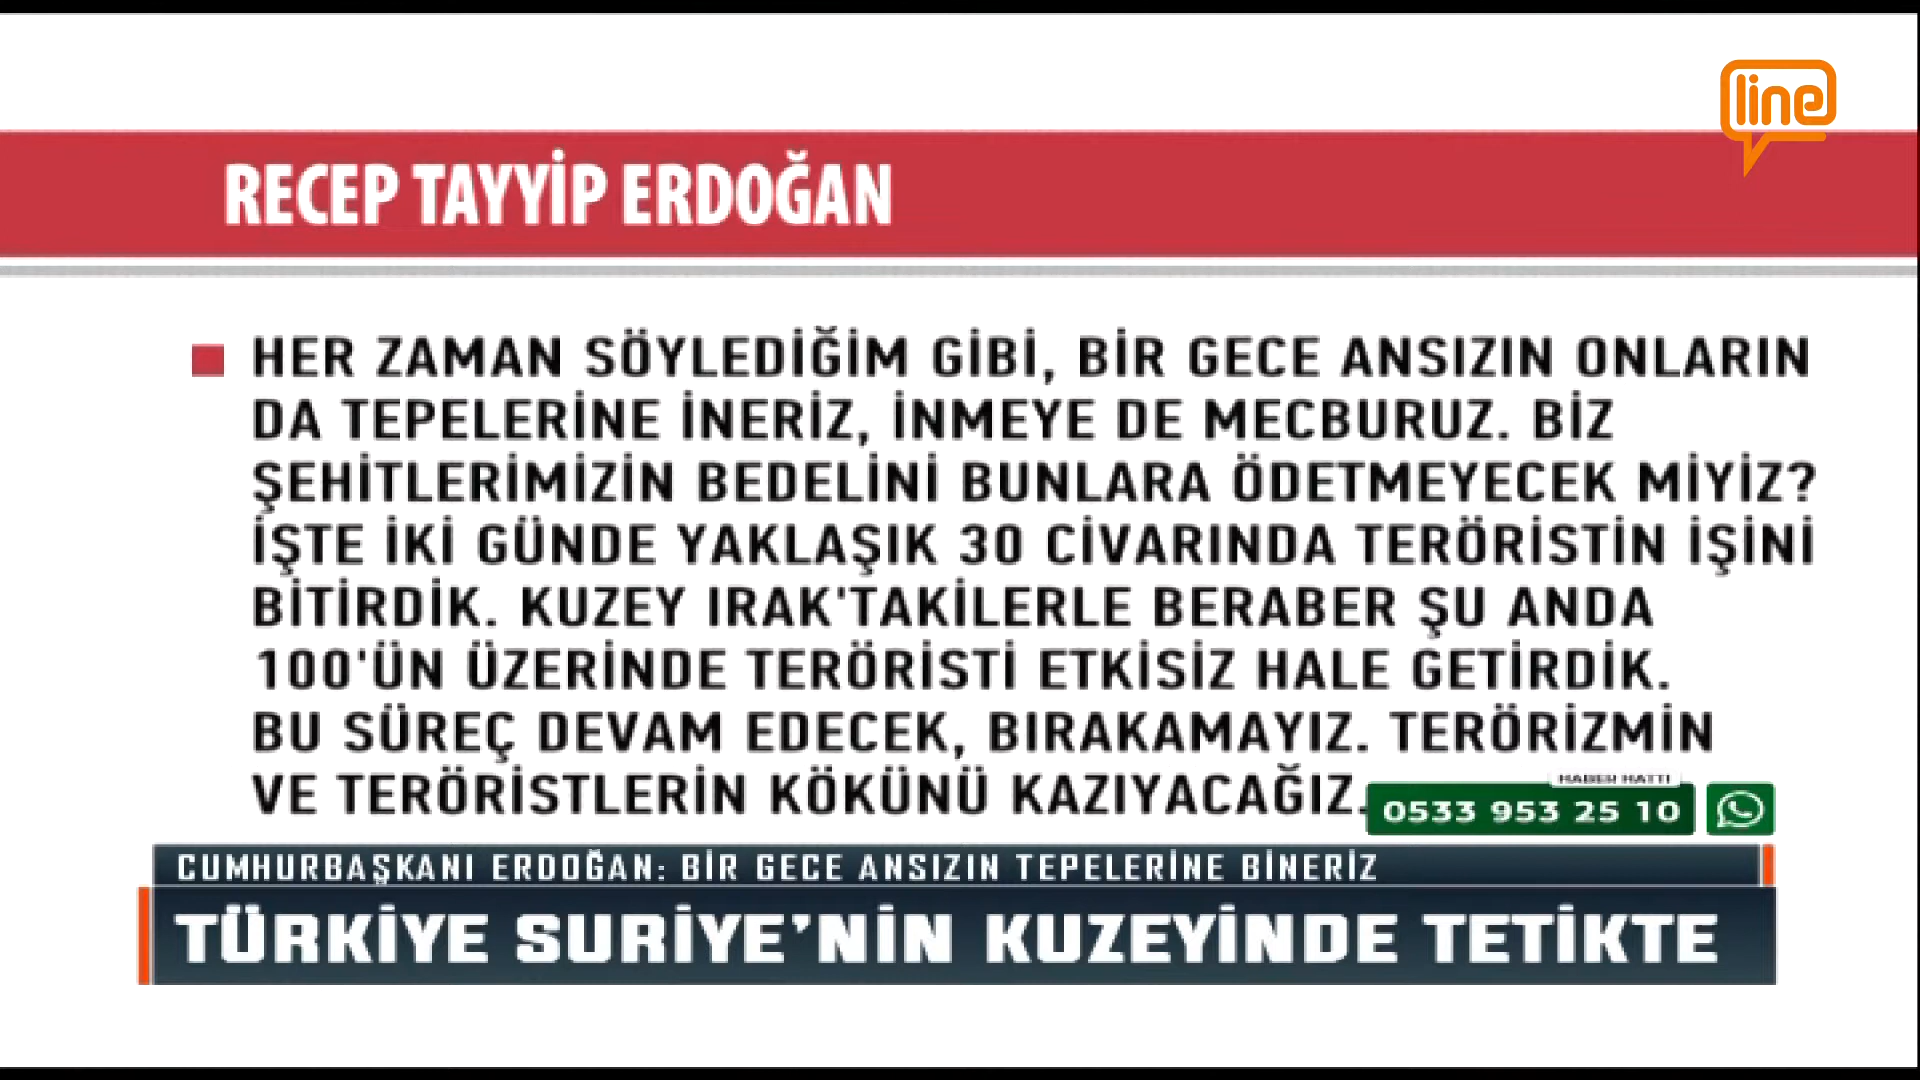 line
RECEP TAYYİP ERDOĞAN
HER ZAMAN SÖYLEDİĞİM GİBİ, BİR GECE ANSIZIN ONLARIN
DA TEPELERİNE İNERİZ, İNMEYE DE MECBURUZ. BİZ
ŞEHİTLERİMİZİN BEDELİNİ BUNLARA ÖDETMEYECEK MİYİZ?
İŞTE İKİ GÜNDE YAKLAŞIK 30 CİVARINDA TERÖRİSTİN İŞİNİ
BİTİRDİK. KUZEY IRAK'TAKİLERLE BERABER ŞU ANDA
100'ÜN ÜZERİNDE TERÖRİSTİ ETKİSİZ HALE GETİRDİK.
BU SÜREÇ DEVAM EDECEK, BIRAKAMAYIZ. TERÖRİZMİN
VE TERÖRİSTLERİN KÖKÜNÜ KAZIYACAĞIZ.
HABER HATTI
0533 953 25 10
CUMHURBAŞKANI ERDOĞAN: BİR GECE ANSIZIN TEPELERİNE BİNERİZ
TÜRKİYE SURİYE’NİN KUZEYİNDE TETİKTE